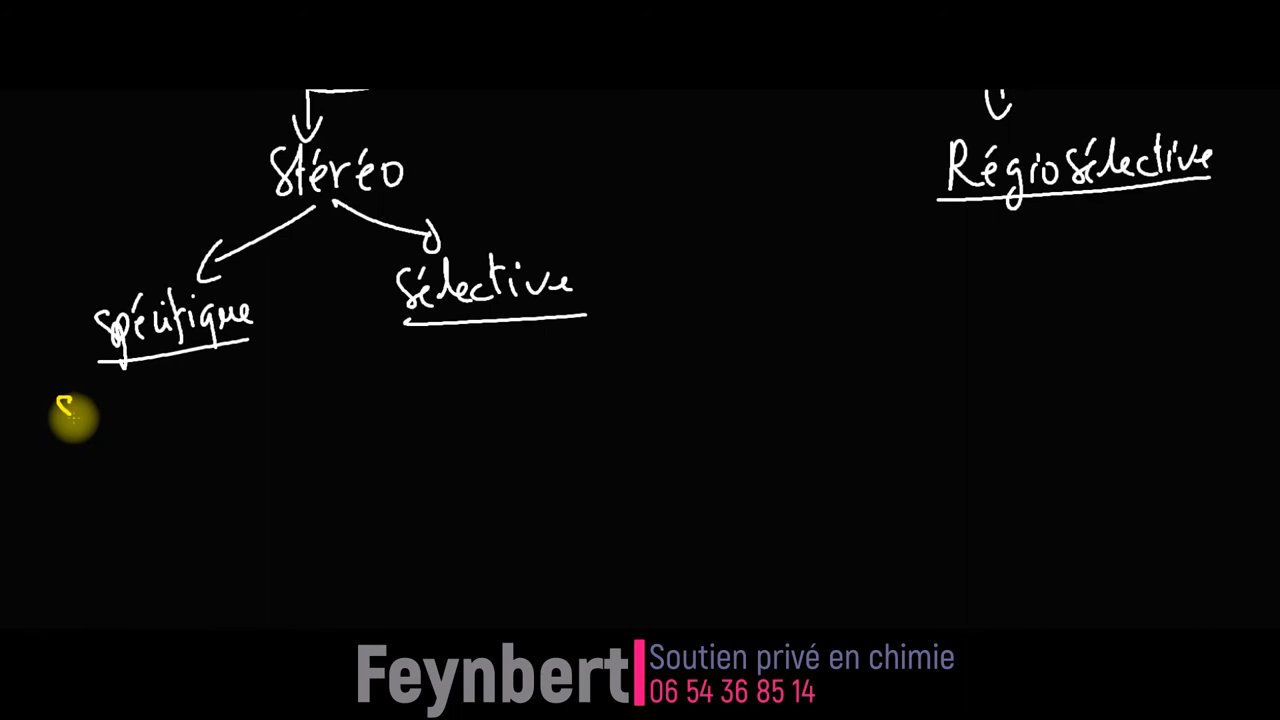 Stéréo
Régiosélective
Spécifique
Sélective
S
Feynbert
Soutien privé en chimie
06 54 36 85 14